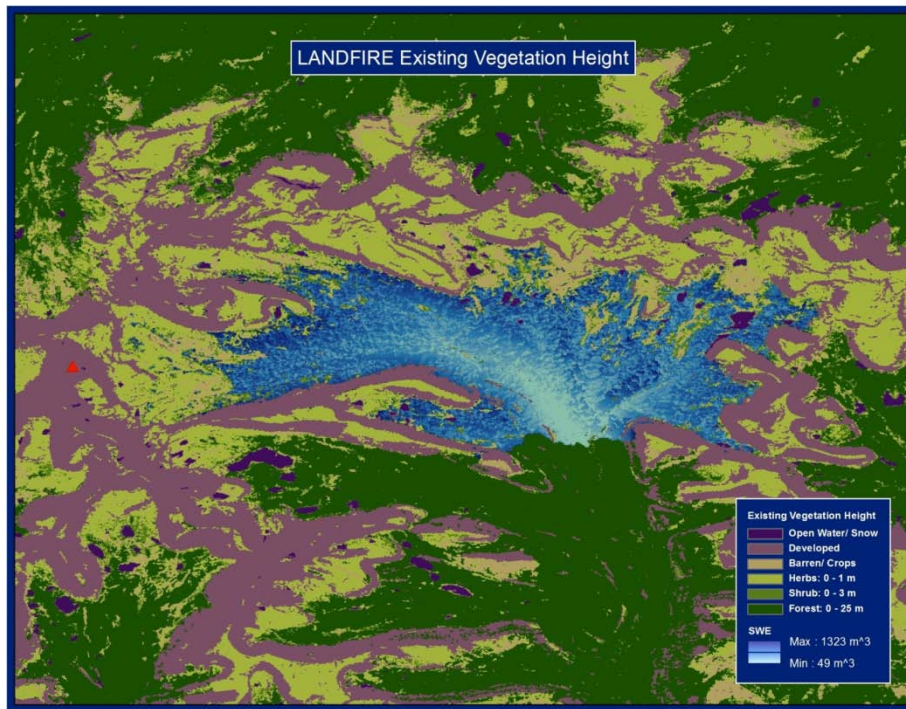 LANDFIRE Existing Vegetation Height
Existing Vegetation Height
Open Water/ Snow
Developed
Barren/ Crops
Herbs: 0 - 1 m
Shrub: 0 - 3 m
Forest: 0 - 25 m
SWE
Max : 1323 m^3
Min : 49 m^3